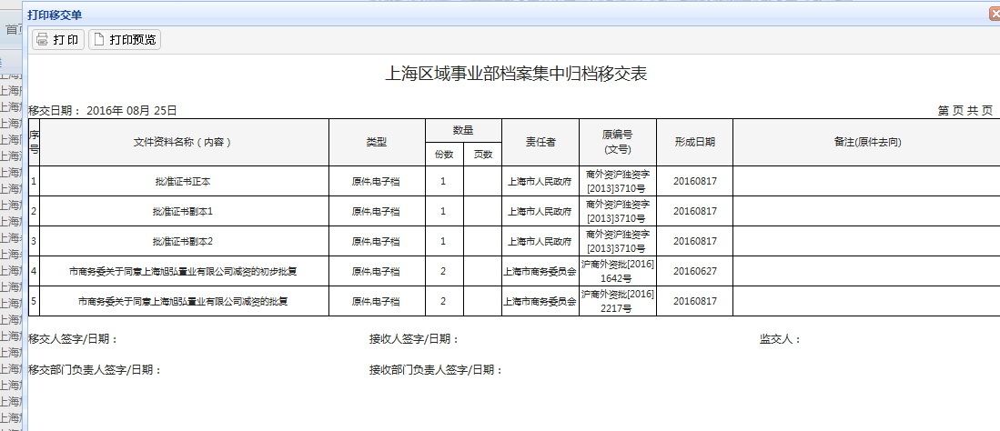 打印移交单
首页
打印 打印预览
上海区域事业部档案集中归档移交表
移交日期： 2016年 08月 25日 第 页 共 页
序号 文件资料名称（内容） 类型 数量 责任者 原编号 形成日期 备注(原件去向)
份数 页数 (文号)
1 批准证书正本 原件,电子档 1 上海市人民政府 商外资沪独资字 20160817
[2013]3710号
2 批准证书副本1 原件,电子档 1 上海市人民政府 商外资沪独资字 20160817
[2013]3710号
3 批准证书副本2 原件,电子档 1 上海市人民政府 商外资沪独资字 20160817
[2013]3710号
4 市商务委关于同意上海旭弘置业有限公司减资的初步批复 原件,电子档 2 上海市商务委员会 沪商外资批[2016] 20160627
1642号
5 市商务委关于同意上海旭弘置业有限公司减资的批复 原件,电子档 2 上海市商务委员会 沪商外资批[2016] 20160817
2217号
移交人签字/日期： 接收人签字/日期： 监交人：
移交部门负责人签字/日期： 接收部门负责人签字/日期：